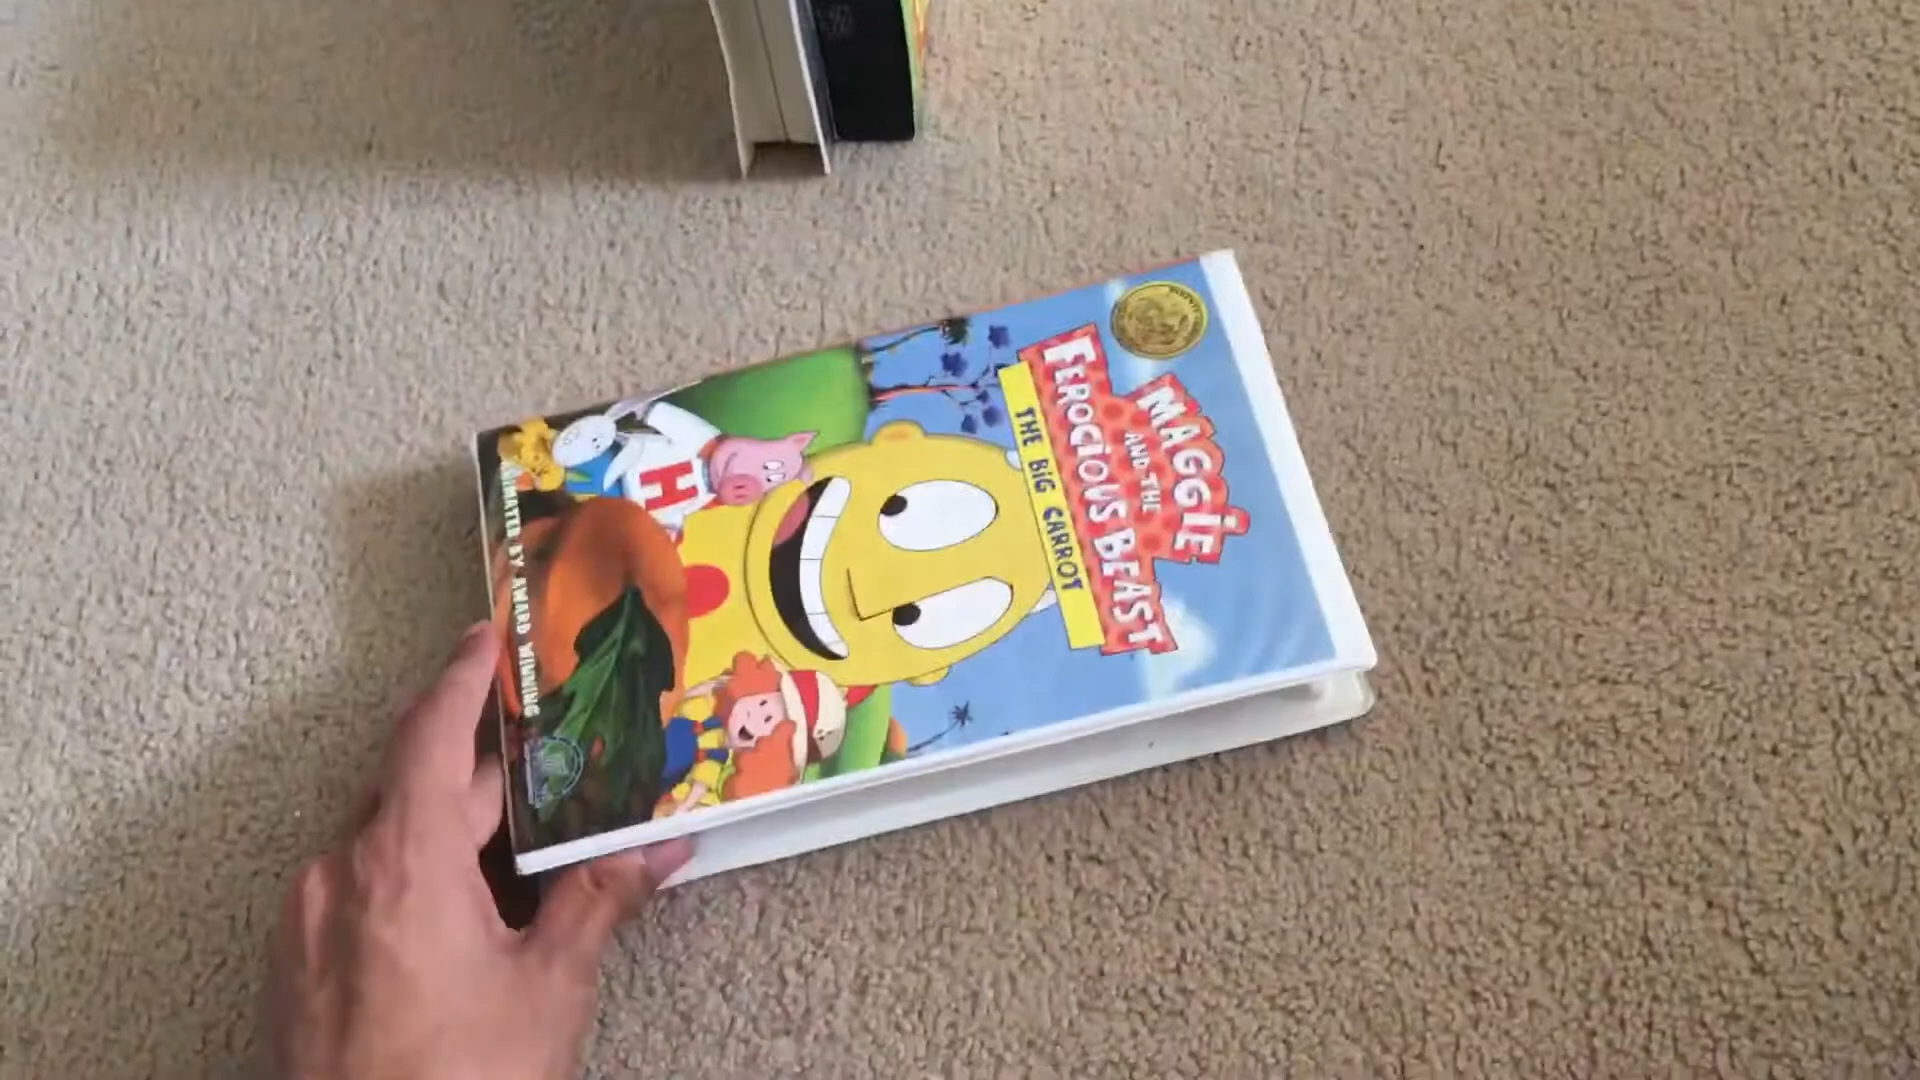 MAGGIE
AND THE
FEROCIOUS BEAST
THE BIG CARROT
H
ANIMATED BY AWARD WINNING